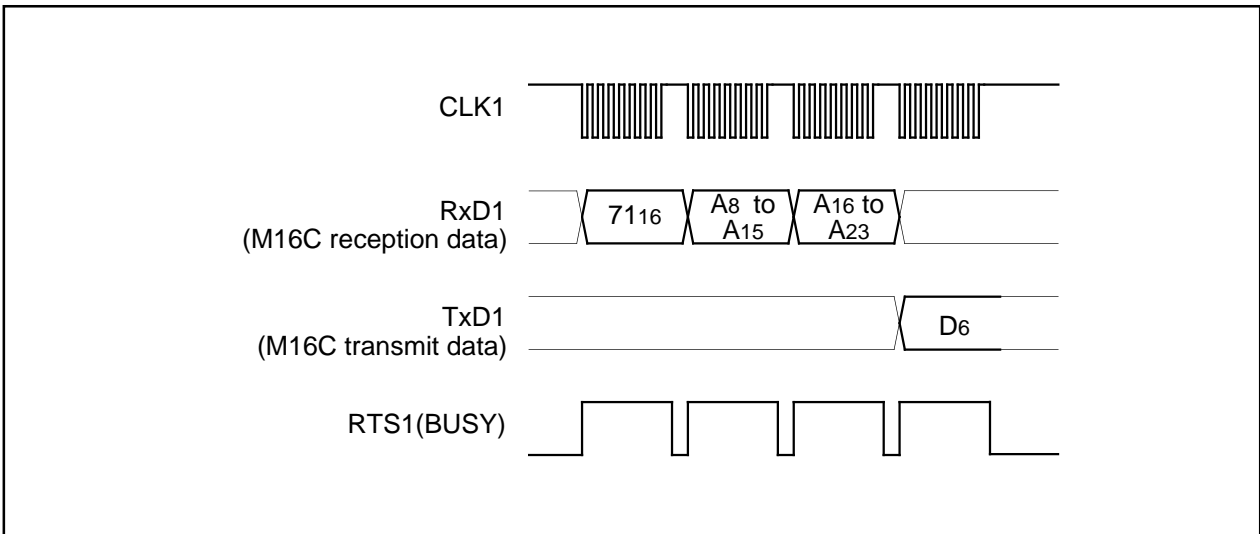 CLK1
RxD1
(M16C reception data)
7116
A8 to
A15
A16 to
A23
TxD1
(M16C transmit data)
D6
RTS1(BUSY)